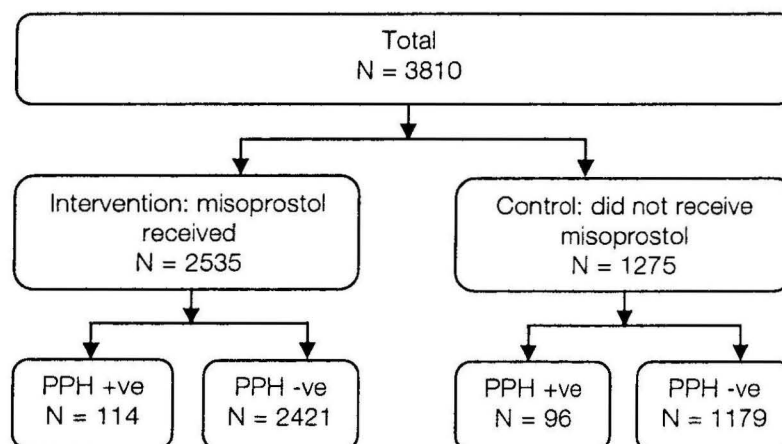 Total
N = 3810
Intervention: misoprostol
received
N = 2535
Control: did not receive
misoprostol
N = 1275
PPH +ve
N = 114
PPH -ve
N = 2421
PPH +ve
N = 96
PPH -ve
N = 1179